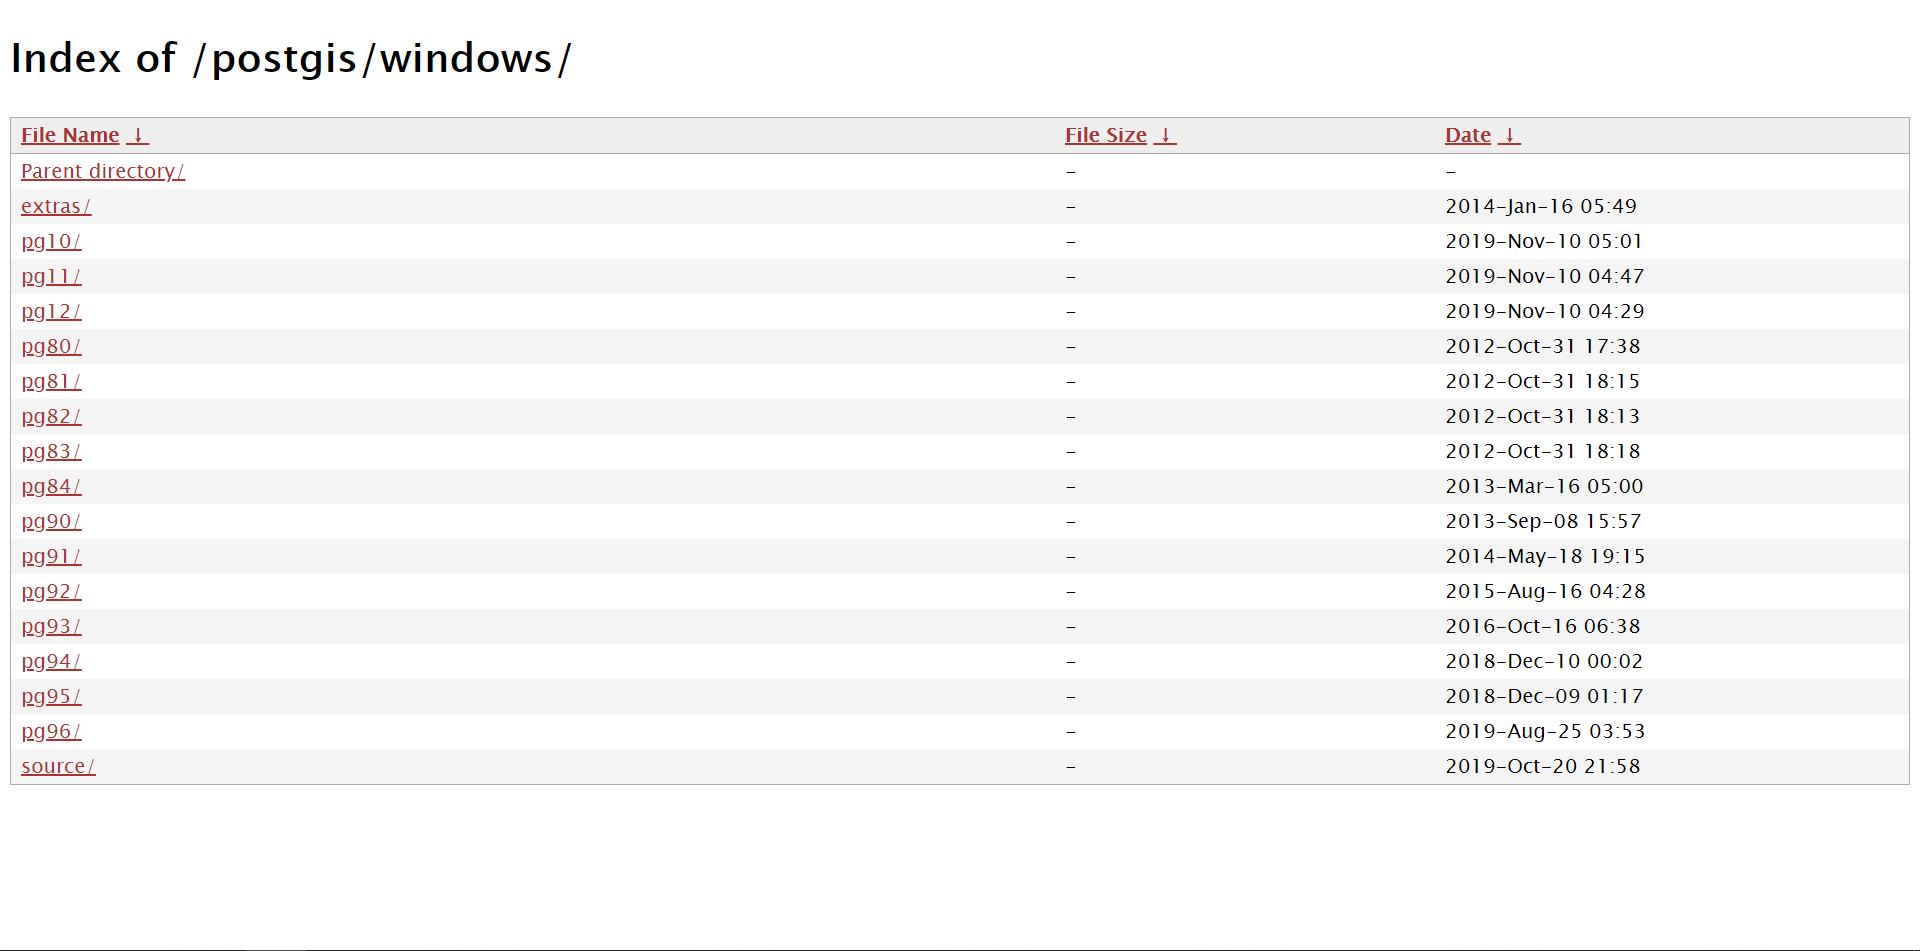 Index of /postgis/windows/
File Name ↓ File Size ↓ Date ↓
Parent directory/ - -
extras/ - 2014-Jan-16 05:49
pg10/ - 2019-Nov-10 05:01
pg11/ - 2019-Nov-10 04:47
pg12/ - 2019-Nov-10 04:29
pg80/ - 2012-Oct-31 17:38
pg81/ - 2012-Oct-31 18:15
pg82/ - 2012-Oct-31 18:13
pg83/ - 2012-Oct-31 18:18
pg84/ - 2013-Mar-16 05:00
pg90/ - 2013-Sep-08 15:57
pg91/ - 2014-May-18 19:15
pg92/ - 2015-Aug-16 04:28
pg93/ - 2016-Oct-16 06:38
pg94/ - 2018-Dec-10 00:02
pg95/ - 2018-Dec-09 01:17
pg96/ - 2019-Aug-25 03:53
source/ - 2019-Oct-20 21:58